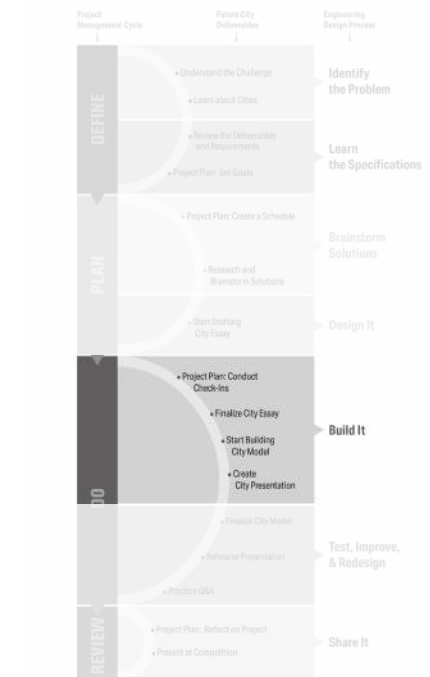 Project
Management Cycle
Future City
Deliverables
Engineering
Design Process
DEFINE
• Understand the Challenge
• Learn about Cities
Identify
the Problem
• Review the Deliverables
and Requirements
• Project Plan: Set Goals
Learn
the Specifications
PLAN
• Project Plan: Create a Schedule
• Research and
Brainstorm Solutions
Brainstorm
Solutions
• Start Drafting
City Essay
Design It
DO
• Project Plan: Conduct
Check-Ins
• Finalize City Essay
• Start Building
City Model
• Create
City Presentation
Build It
• Finalize City Model
• Rehearse Presentation
• Practice Q&A
Test, Improve,
& Redesign
REVIEW
• Project Plan: Reflect on Project
• Present at Competition
Share It